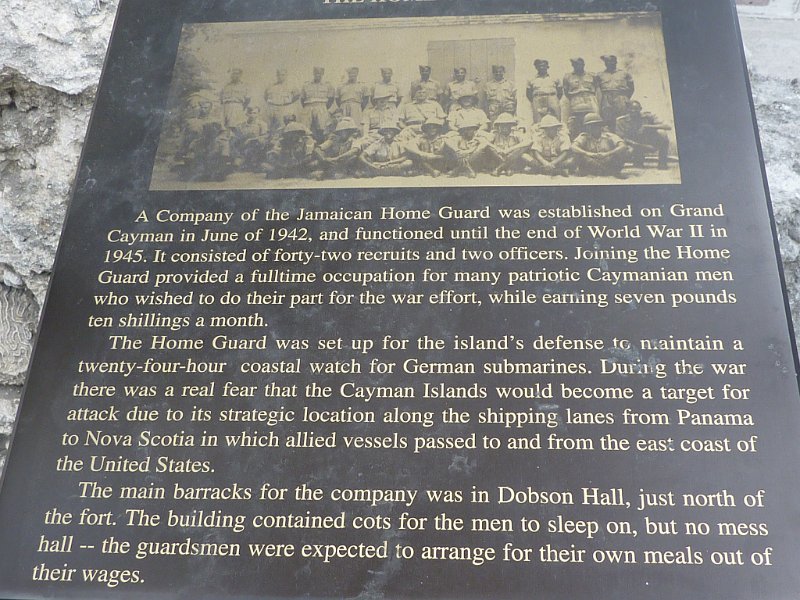 THE HOME
A Company of the Jamaican Home Guard was established on Grand
Cayman in June of 1942, and functioned until the end of World War II in
1945. It consisted of forty-two recruits and two officers. Joining the Home
Guard provided a fulltime occupation for many patriotic Caymanian men
who wished to do their part for the war effort, while earning seven pounds
ten shillings a month.
The Home Guard was set up for the island's defense to maintain a
twenty-four-hour coastal watch for German submarines. During the war
there was a real fear that the Cayman Islands would become a target for
attack due to its strategic location along the shipping lanes from Panama
to Nova Scotia in which allied vessels passed to and from the east coast of
the United States.
The main barracks for the company was in Dobson Hall, just north of
the fort. The building contained cots for the men to sleep on, but no mess
hall -- the guardsmen were expected to arrange for their own meals out of
their wages.